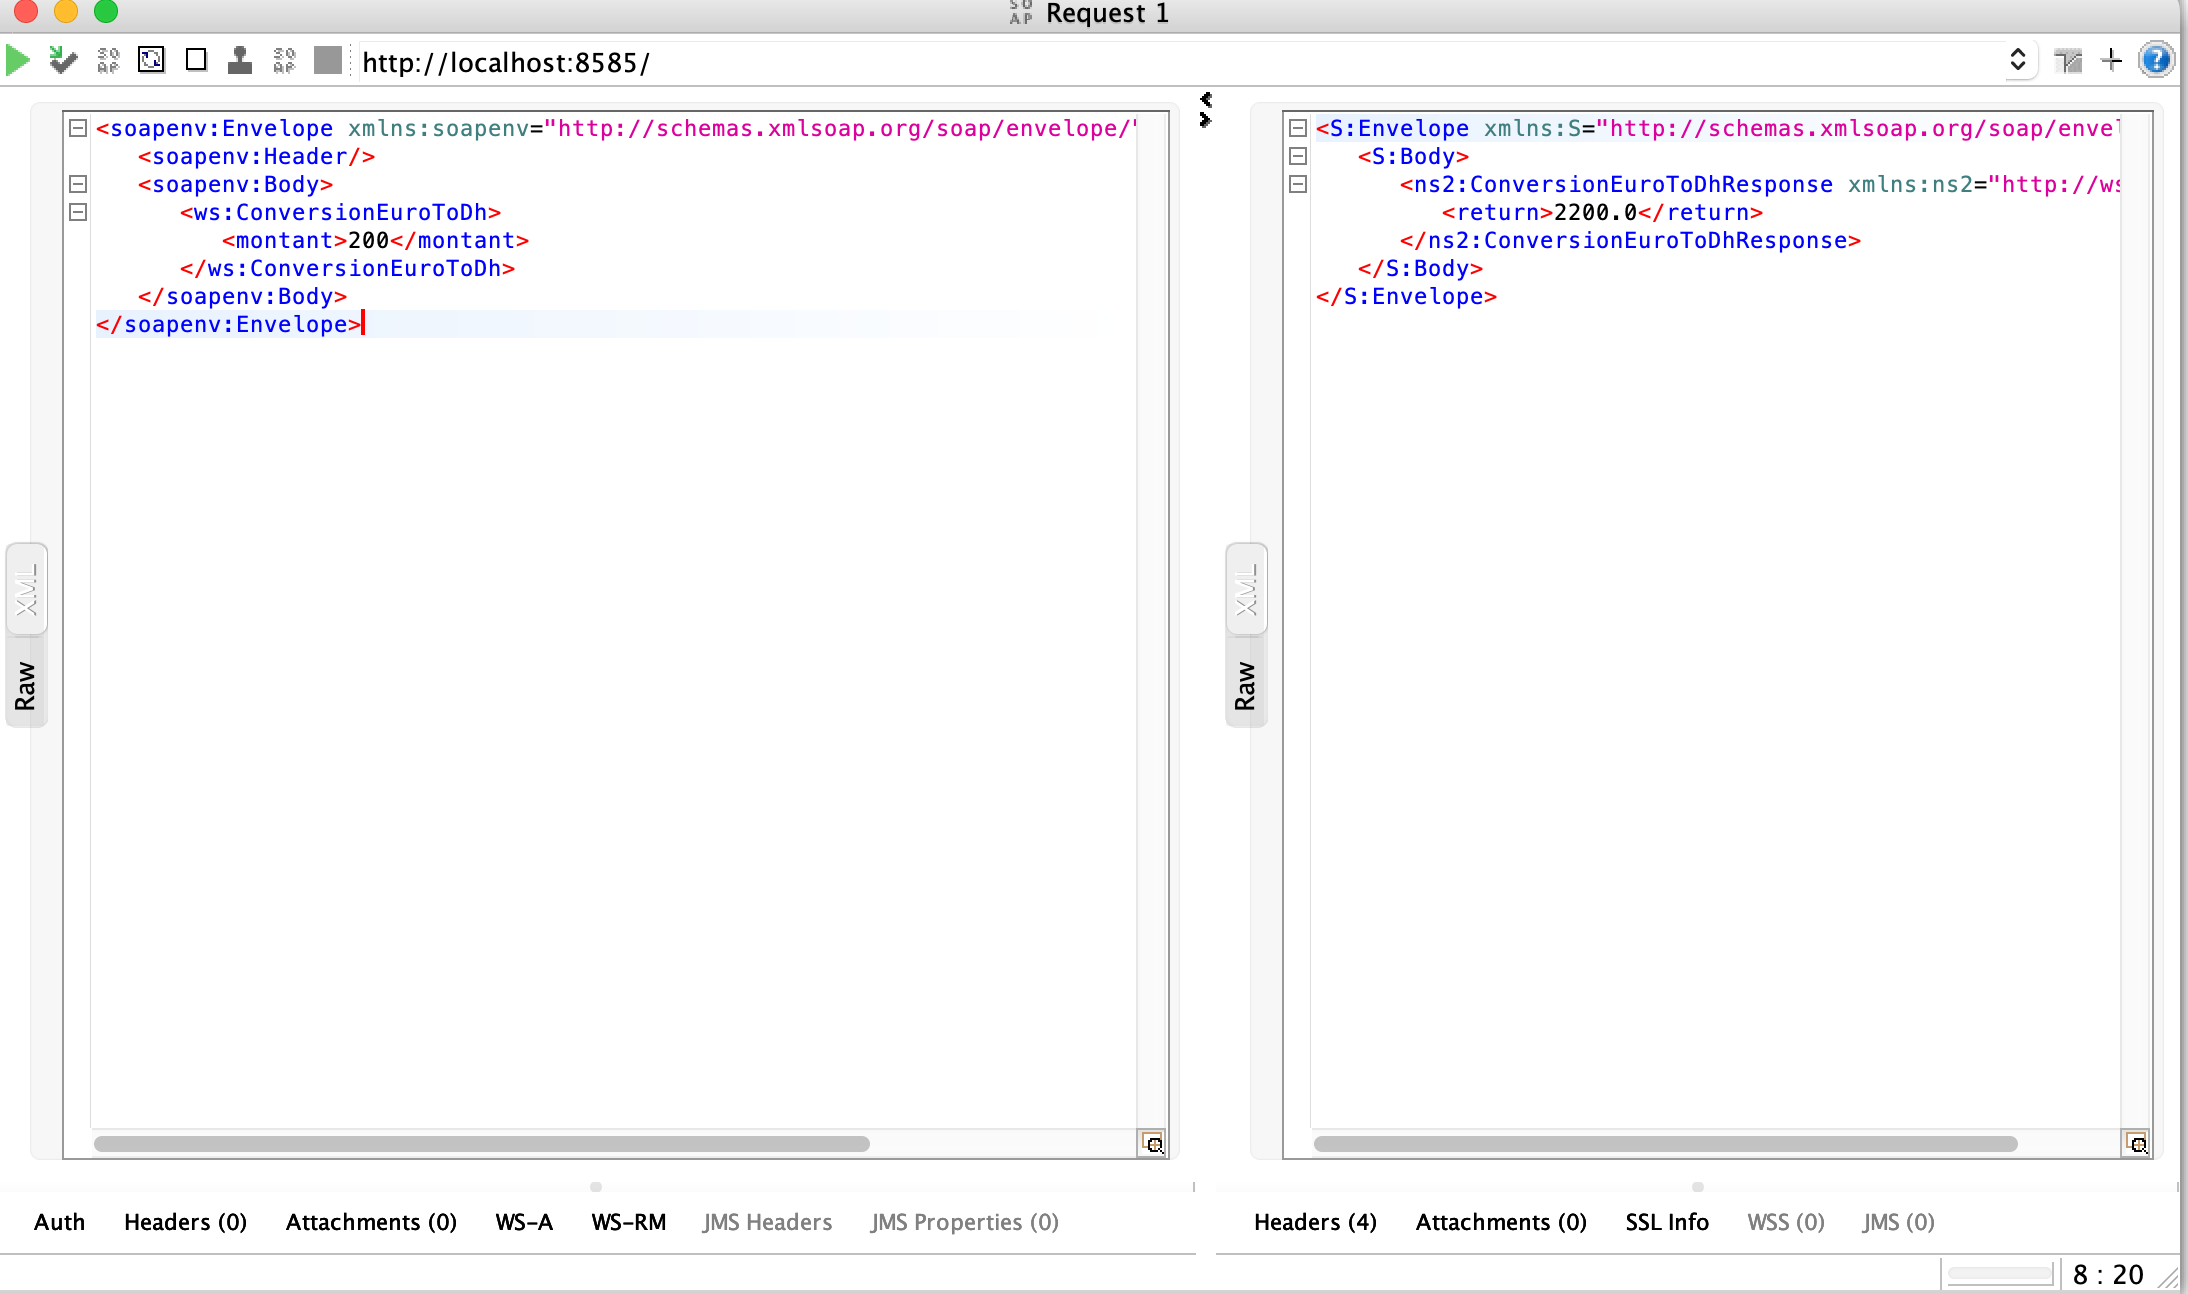 Request 1
http://localhost:8585/
<soapenv:Envelope xmlns:soapenv="http://schemas.xmlsoap.org/soap/envelope/"
<soapenv:Header/>
<soapenv:Body>
<ws:ConversionEuroToDh>
<montant>200</montant>
</ws:ConversionEuroToDh>
</soapenv:Body>
</soapenv:Envelope>
<S:Envelope xmlns:S="http://schemas.xmlsoap.org/soap/envel
<S:Body>
<ns2:ConversionEuroToDhResponse xmlns:ns2="http://ws
<return>2200.0</return>
</ns2:ConversionEuroToDhResponse>
</S:Body>
</S:Envelope>
XML
Raw
XML
Raw
Auth Headers (0) Attachments (0) WS-A WS-RM JMS Headers JMS Properties (0)
Headers (4) Attachments (0) SSL Info WSS (0) JMS (0)
8 : 20